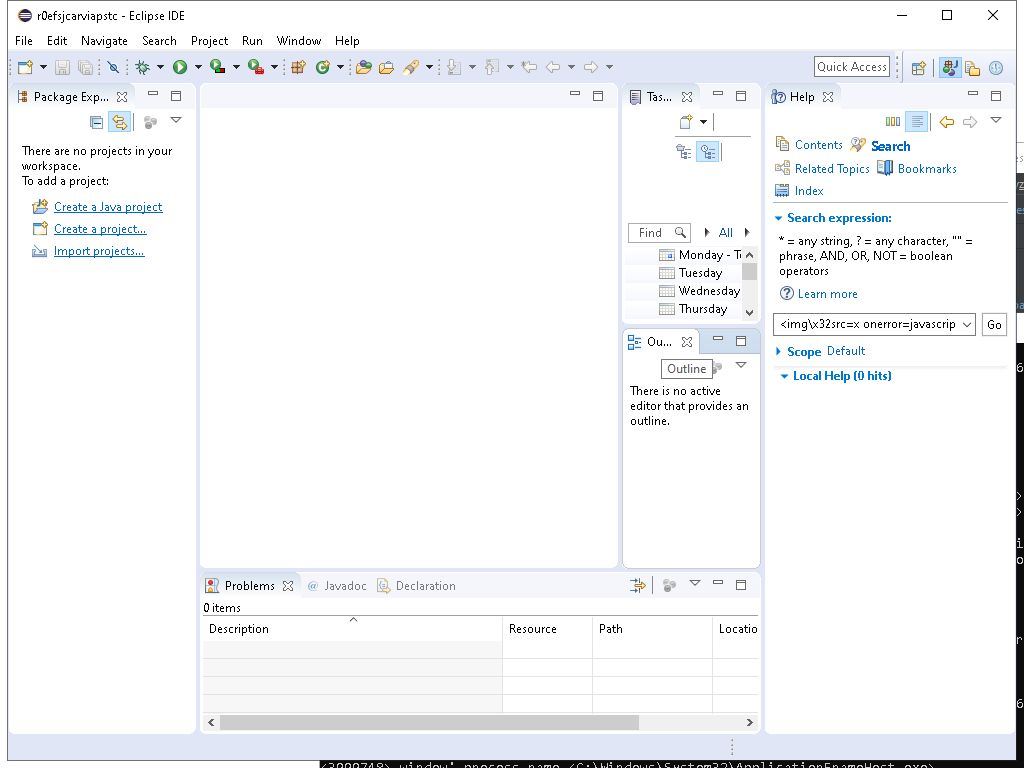 r0efsjcarviapstc - Eclipse IDE
File Edit Navigate Search Project Run Window Help
Quick Access
Package Exp...
There are no projects in your
workspace.
To add a project:
Create a Java project
Create a project...
Import projects...
Tas...
Find All
Monday - T
Tuesday
Wednesday
Thursday
Ou...
Outline
There is no active
editor that provides an
outline.
Help
Contents Search
Related Topics Bookmarks
Index
Search expression:
* = any string, ? = any character, "" =
phrase, AND, OR, NOT = boolean
operators
Learn more
<img\x32src=x onerror=javascrip Go
Scope Default
Local Help (0 hits)
Problems @ Javadoc Declaration
0 items
Description Resource Path Locatio
<3999748> window' process name <C:\Windows\System32\ApplicationFrameHost.exe>